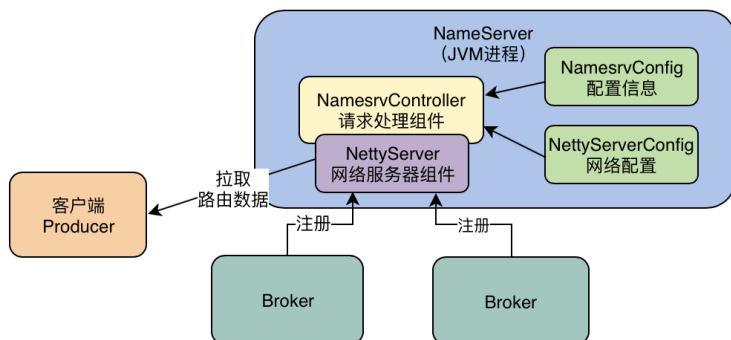 NameServer
（JVM进程）
NamesrvConfig
配置信息
NamesrvController
请求处理组件
NettyServerConfig
网络配置
NettyServer
网络服务器组件
拉取
路由数据
客户端
Producer
注册
注册
Broker
Broker